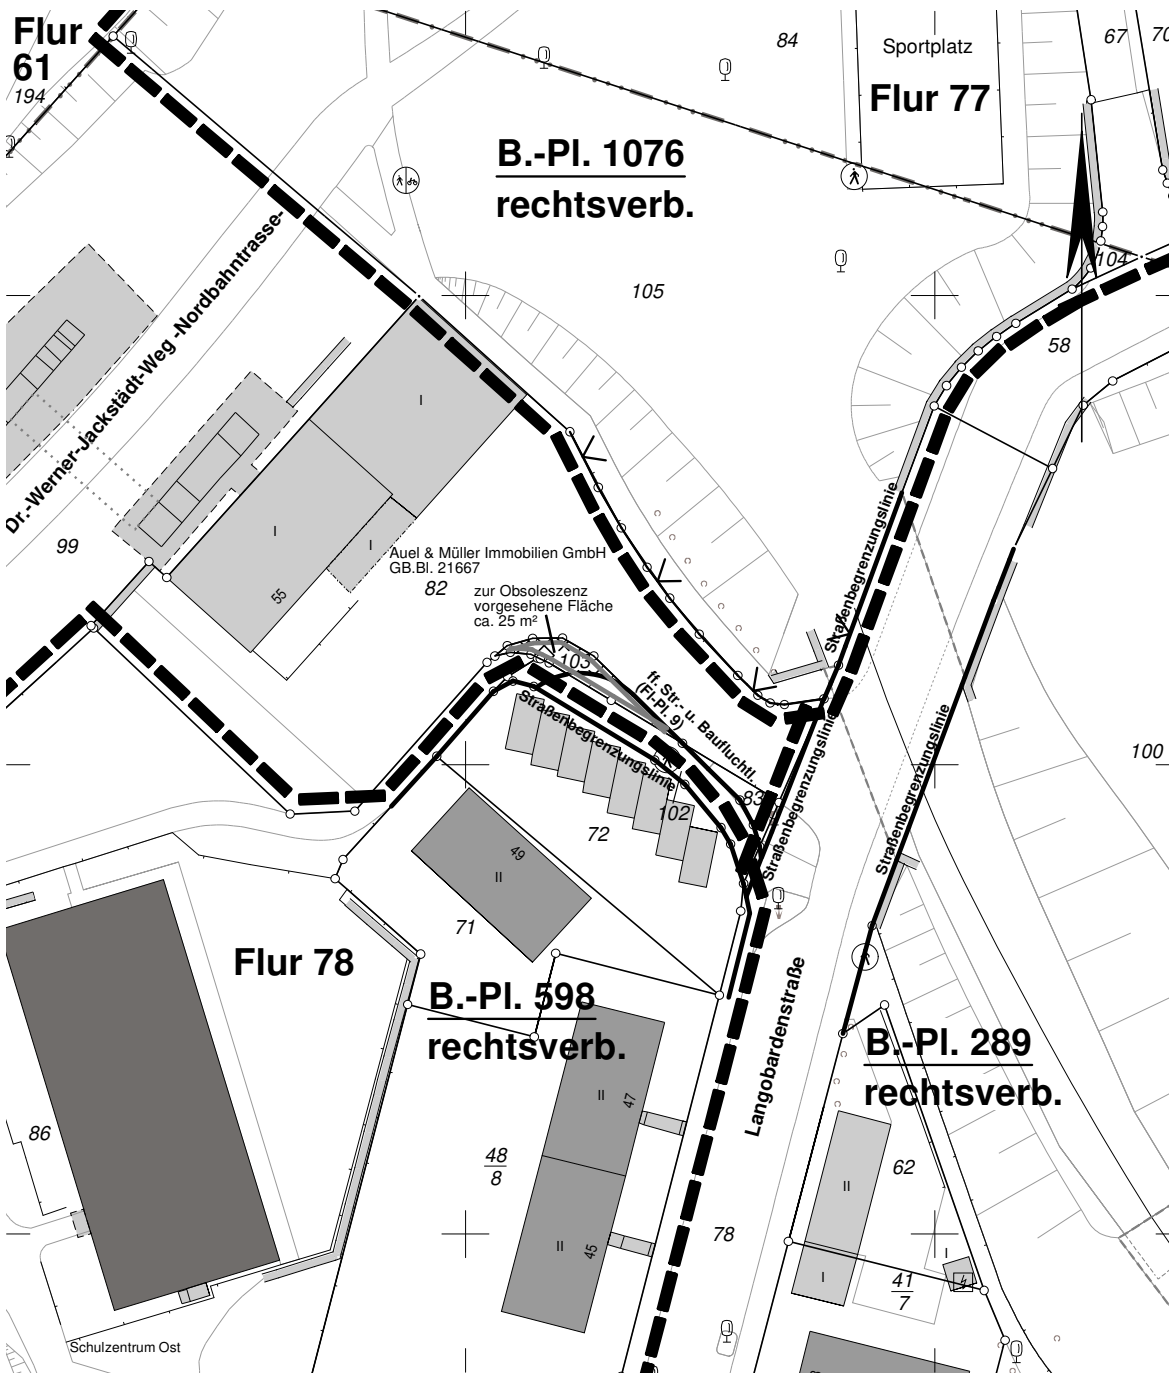 Flur
61
194
84
Sportplatz
67
70
Flur 77
B.-Pl. 1076
rechtsverb.
104
105
58
Dr.-Werner-Jackstädt-Weg -Nordbahntrasse-
I
I
I
55
99
Auel & Müller Immobilien GmbH
GB.Bl. 21667
82
zur Obsoleszenz
vorgesehene Fläche
ca. 25 m²
103
ff. Str.- u. Baufluchtl.
(Fl-Pl. 9)
Straßenbegrenzungslinie
Straßenbegrenzungslinie
Straßenbegrenzungslinie
Straßenbegrenzungslinie
100
102
83
72
49
II
71
Flur 78
B.-Pl. 598
rechtsverb.
Langobardenstraße
B.-Pl. 289
rechtsverb.
II
47
86
48
8
62
II
78
II
45
I
I
41
7
Schulzentrum Ost